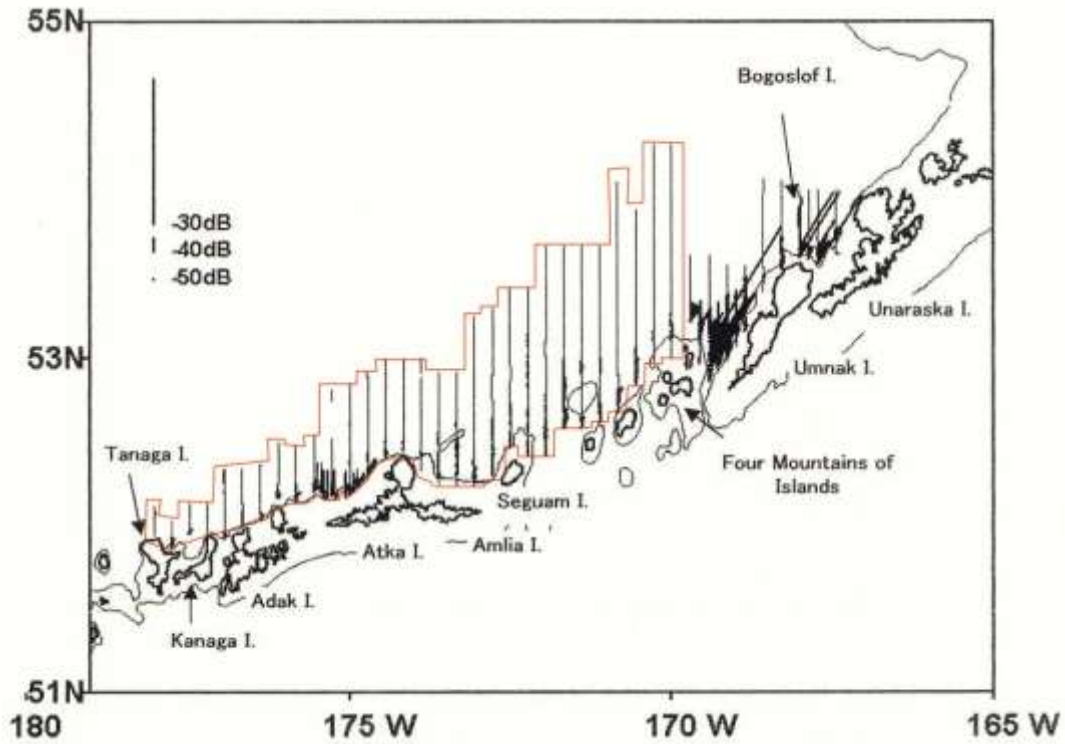 55N
Bogoslof I.
-30dB
-40dB
-50dB
Unaraska I.
53N
Umnak I.
Tanaga I.
Four Mountains of
Islands
Seguam I.
Amlia I.
Atka I.
Adak I.
Kanaga I.
51N
180
175 W
170 W
165 W